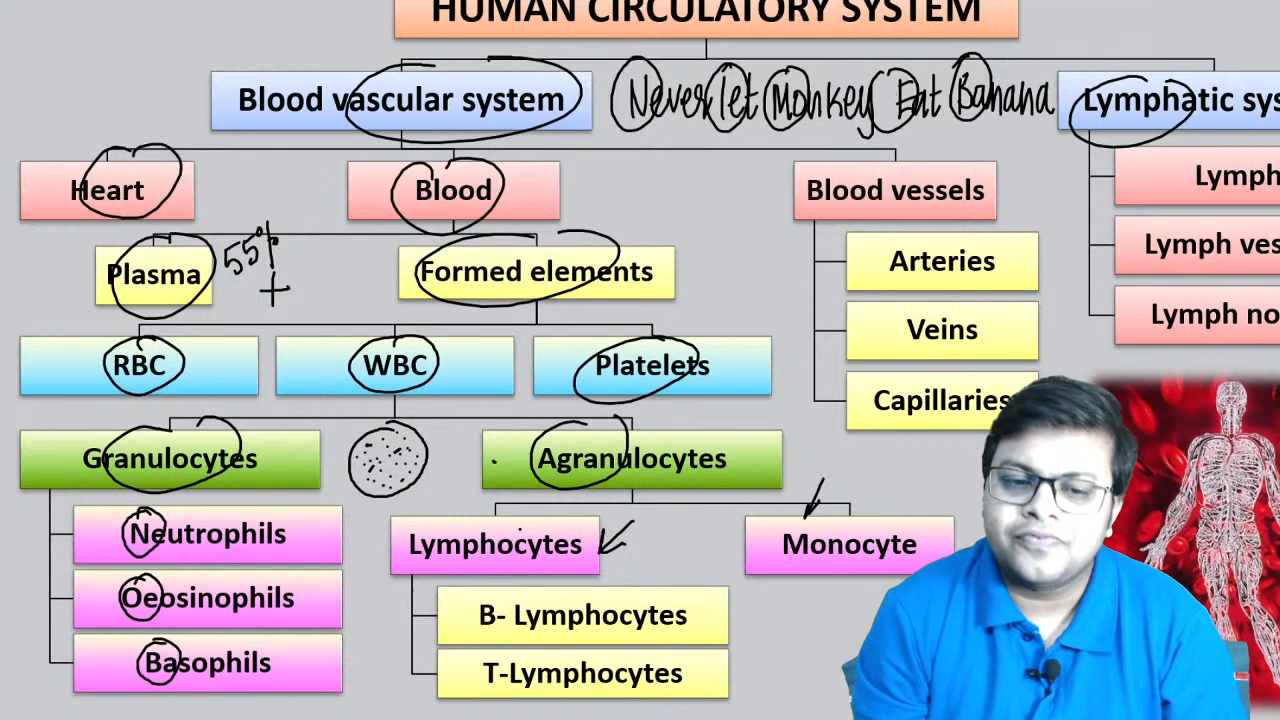 HUMAN CIRCULATORY SYSTEM
Blood vascular system
Never let Monkey Eat Banana
Lymphatic sys
Heart
Blood
Blood vessels
Lymph
Plasma
55%
+
Formed elements
Arteries
Lymph ves
RBC
WBC
Platelets
Veins
Lymph no
Capillaries
Granulocytes
Agranulocytes
Neutrophils
Lymphocytes
Monocyte
Oeosinophils
B- Lymphocytes
Basophils
T-Lymphocytes